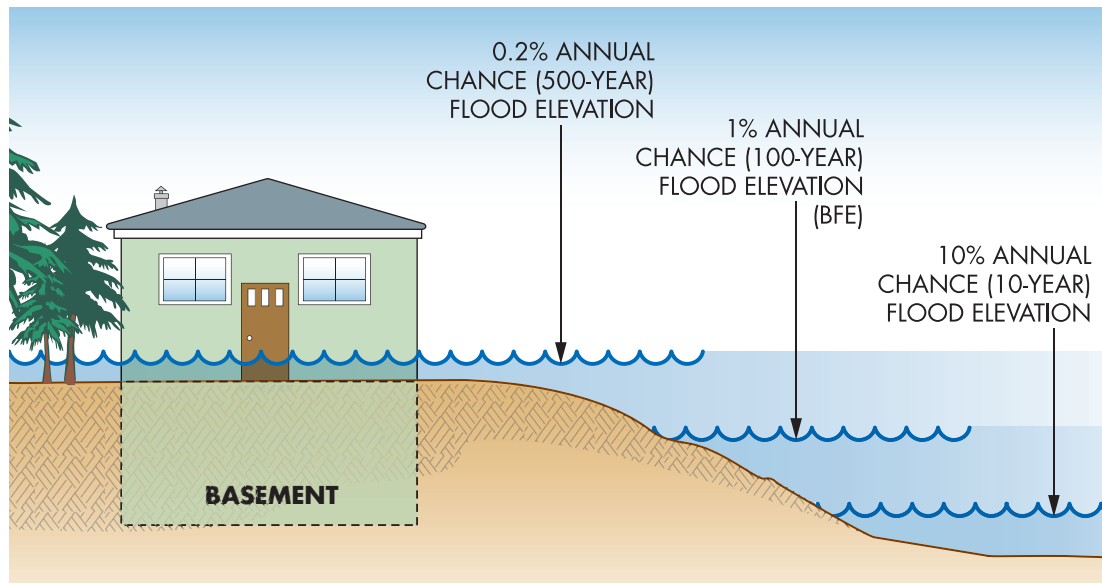 0.2% ANNUAL
CHANCE (500-YEAR)
FLOOD ELEVATION
1% ANNUAL
CHANCE (100-YEAR)
FLOOD ELEVATION
(BFE)
10% ANNUAL
CHANCE (10-YEAR)
FLOOD ELEVATION
BASEMENT